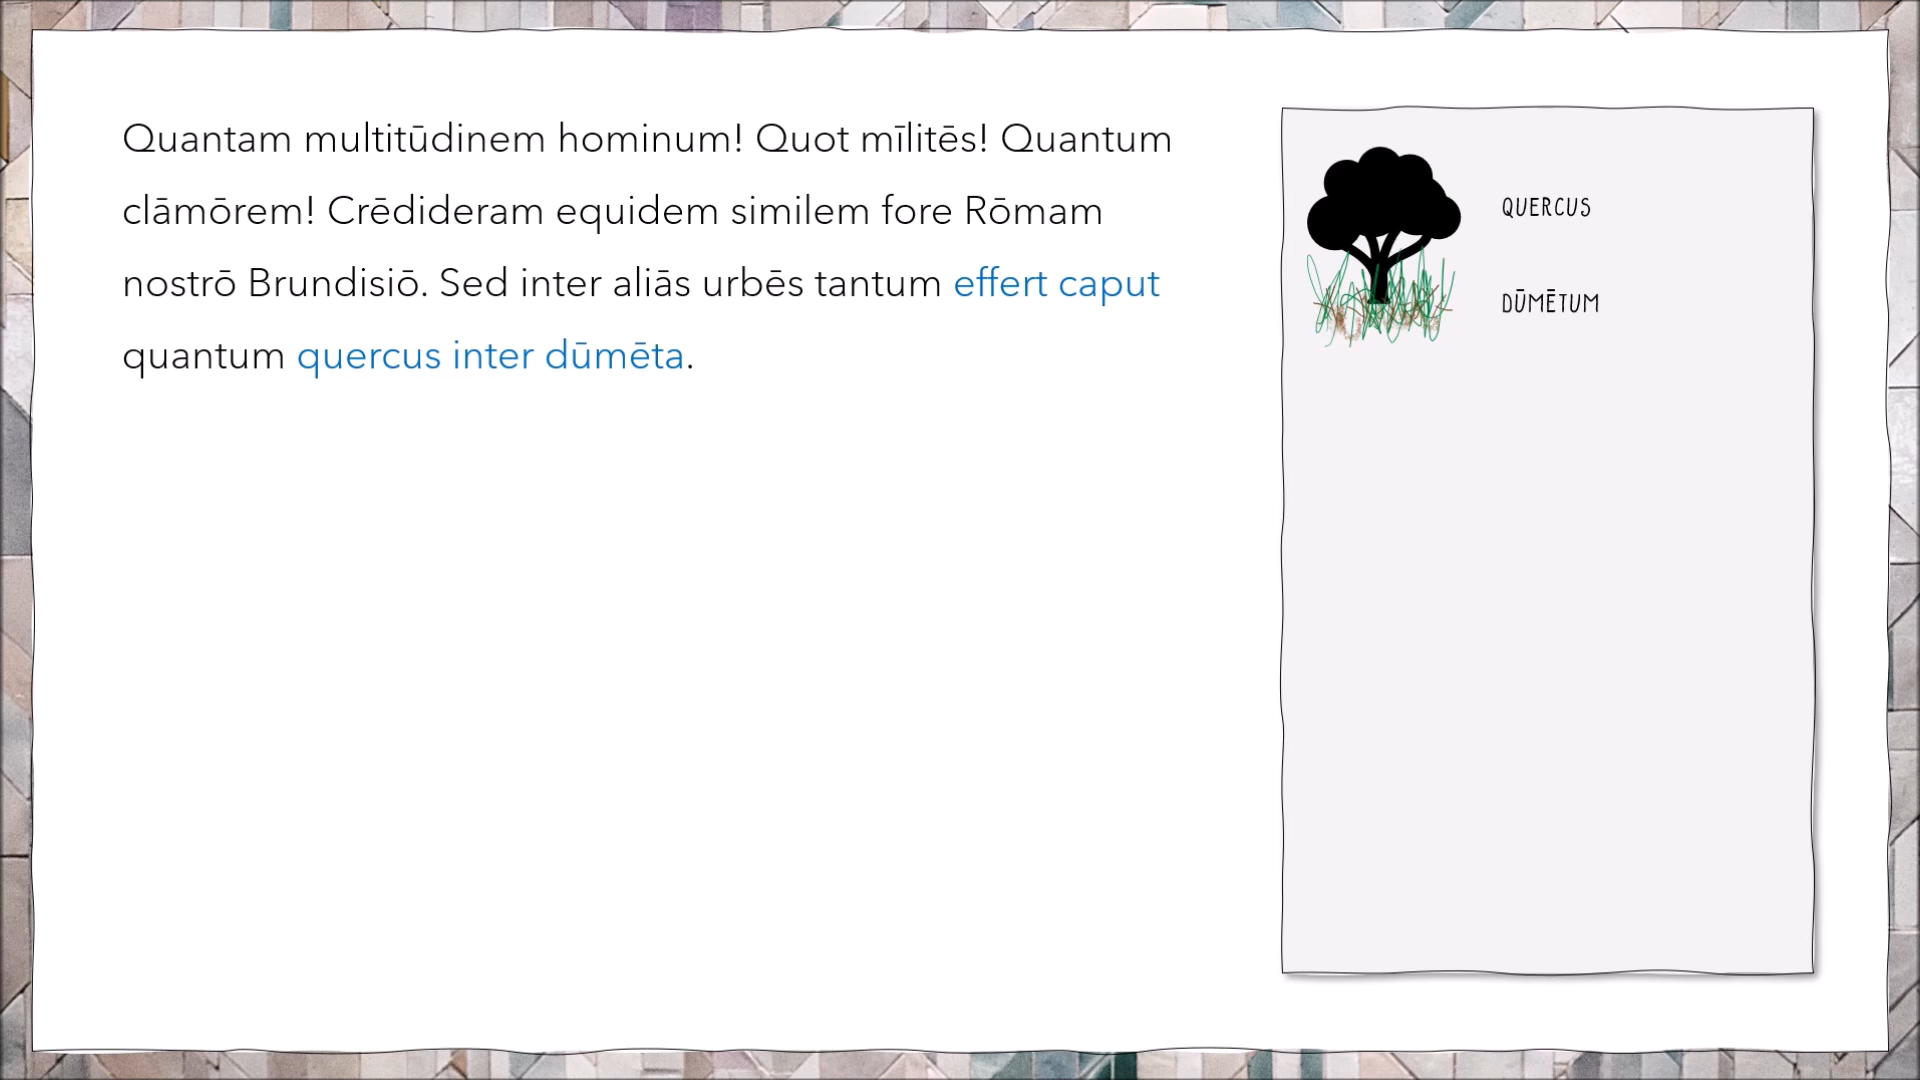 Quantam multitūdinem hominum! Quot mīlitēs! Quantum
clāmōrem! Crēdideram equidem similem fore Rōmam
nostrō Brundisiō. Sed inter aliās urbēs tantum effert caput
quantum quercus inter dūmēta.
QUERCUS
DŪMĒTUM